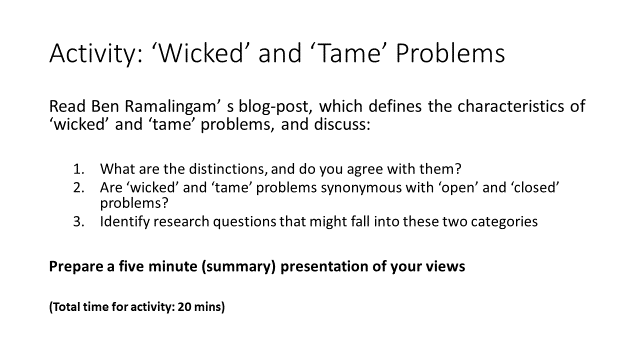 Activity: ‘Wicked’ and ‘Tame’ Problems
Read Ben Ramalingam’ s blog-post, which defines the characteristics of
‘wicked’ and ‘tame’ problems, and discuss:
1. What are the distinctions, and do you agree with them?
2. Are ‘wicked’ and ‘tame’ problems synonymous with ‘open’ and ‘closed’
problems?
3. Identify research questions that might fall into these two categories
Prepare a five minute (summary) presentation of your views
(Total time for activity: 20 mins)